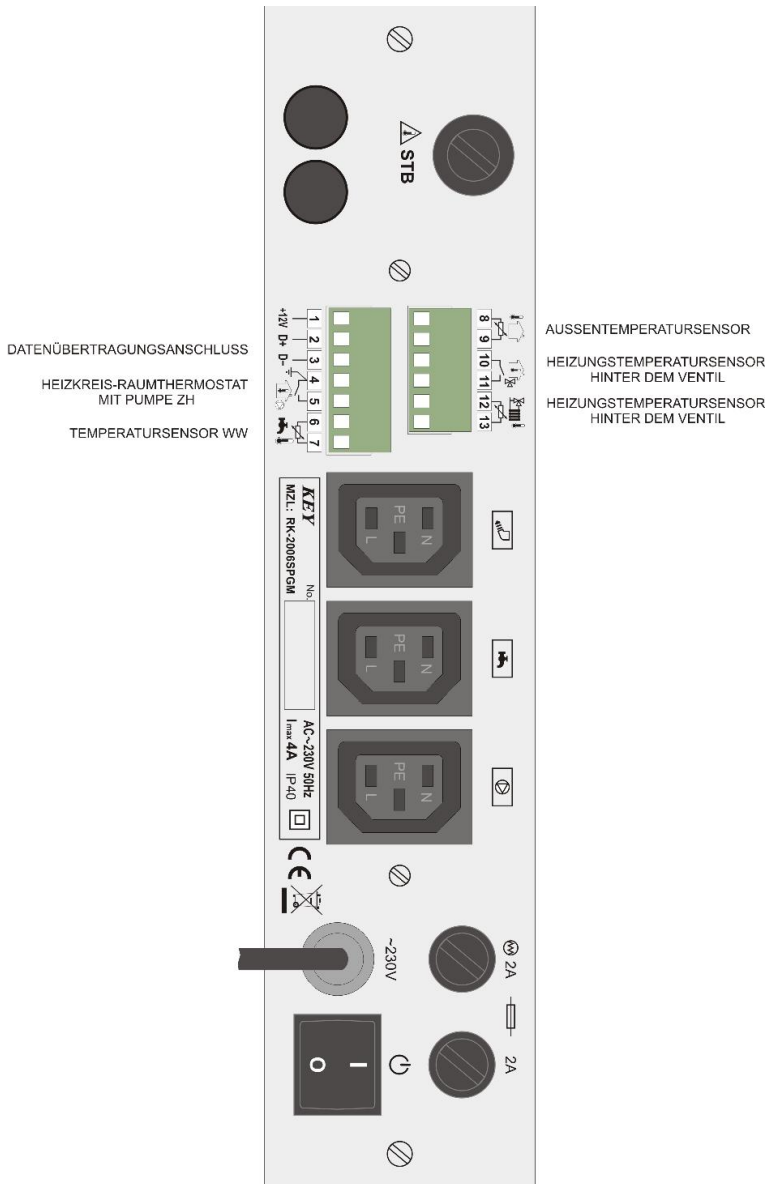 STB
+12V
D+
D-
1
2
3
4
5
6
7
8
9
10
11
12
13
DATENÜBERTRAGUNGSANSCHLUSS
HEIZKREIS-RAUMTHERMOSTAT
MIT PUMPE ZH
TEMPERATURSENSOR WW
AUSSENTEMPERATURSENSOR
HEIZUNGSTEMPERATURSENSOR
HINTER DEM VENTIL
HEIZUNGSTEMPERATURSENSOR
HINTER DEM VENTIL
KEY
MZL: RK-2006SPGM
No.
AC~230V 50Hz
Imax 4A IP40
CE
L PE N
L PE N
L PE N
~230V
2A
2A
O I